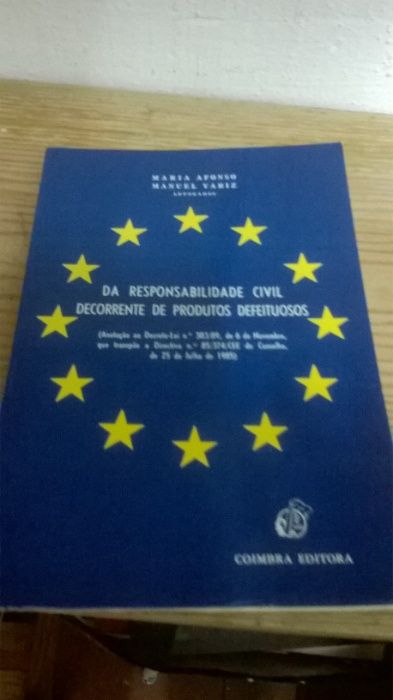 MARIA AFONSO
MANUEL VARIZ
ADVOGADOS
DA RESPONSABILIDADE CIVIL
DECORRENTE DE PRODUTOS DEFEITUOSOS
(Anotação ao Decreto-Lei n.º 383/89, de 6 de Novembro,
que transpõe a Directiva n.º 85/374/CEE do Conselho,
de 25 de Julho de 1985)
COIMBRA EDITORA